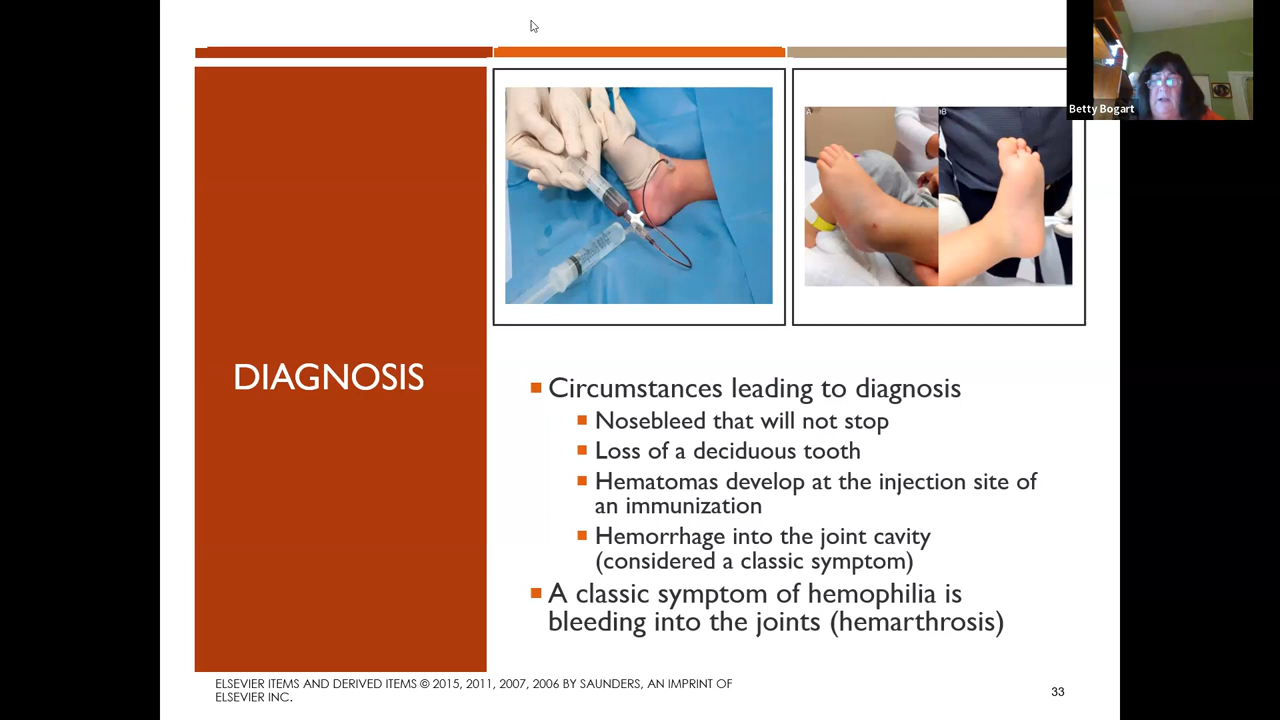 Betty Bogart
A
B
DIAGNOSIS
Circumstances leading to diagnosis
Nosebleed that will not stop
Loss of a deciduous tooth
Hematomas develop at the injection site of
an immunization
Hemorrhage into the joint cavity
(considered a classic symptom)
A classic symptom of hemophilia is
bleeding into the joints (hemarthrosis)
ELSEVIER ITEMS AND DERIVED ITEMS © 2015, 2011, 2007, 2006 BY SAUNDERS, AN IMPRINT OF
ELSEVIER INC.
33